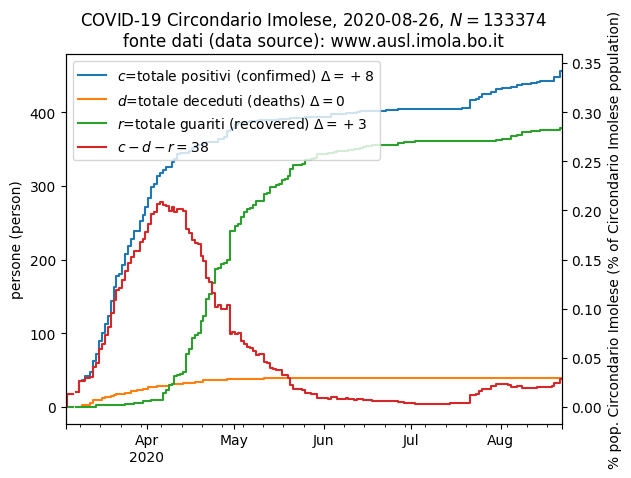 COVID-19 Circondario Imolese, 2020-08-26, N = 133374
fonte dati (data source): www.ausl.imola.bo.it
c=totale positivi (confirmed) Δ = +8
d=totale deceduti (deaths) Δ = 0
r=totale guariti (recovered) Δ = +3
c − d − r = 38
persone (person)
400
300
200
100
0
% pop. Circondario Imolese (% of Circondario Imolese population)
0.35
0.30
0.25
0.20
0.15
0.10
0.05
0.00
Apr
2020
May
Jun
Jul
Aug